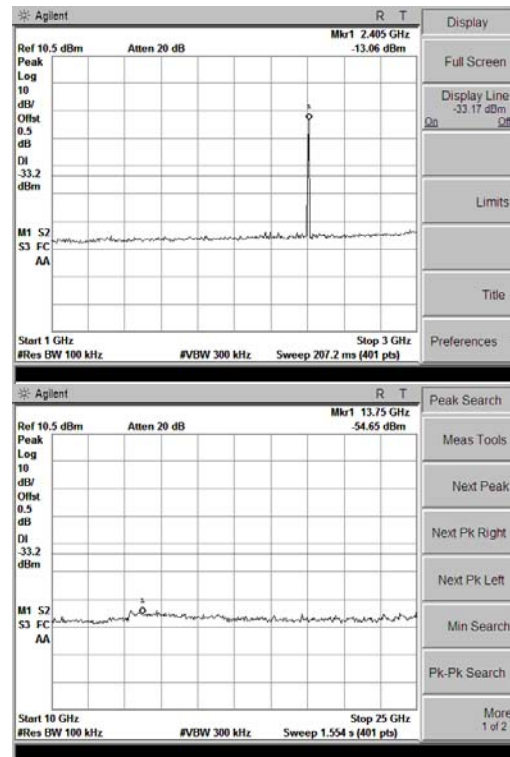 Agilent R T
Mkr1 2.405 GHz
Ref 10.5 dBm Atten 20 dB -13.06 dBm
Peak
Log
10
dB/
Offst
0.5
dB
DI
-33.2
dBm
M1 S2
S3 FC
AA
1
Start 1 GHz Stop 3 GHz
#Res BW 100 kHz #VBW 300 kHz Sweep 207.2 ms (401 pts)
Display
Full Screen
Display Line
-33.17 dBm
On Off
Limits
Title
Preferences
Agilent R T
Mkr1 13.75 GHz
Ref 10.5 dBm Atten 20 dB -54.65 dBm
Peak
Log
10
dB/
Offst
0.5
dB
DI
-33.2
dBm
M1 S2
S3 FC
AA
1
Start 10 GHz Stop 25 GHz
#Res BW 100 kHz #VBW 300 kHz Sweep 1.554 s (401 pts)
Peak Search
Meas Tools
Next Peak
Next Pk Right
Next Pk Left
Min Search
Pk-Pk Search
More
1 of 2